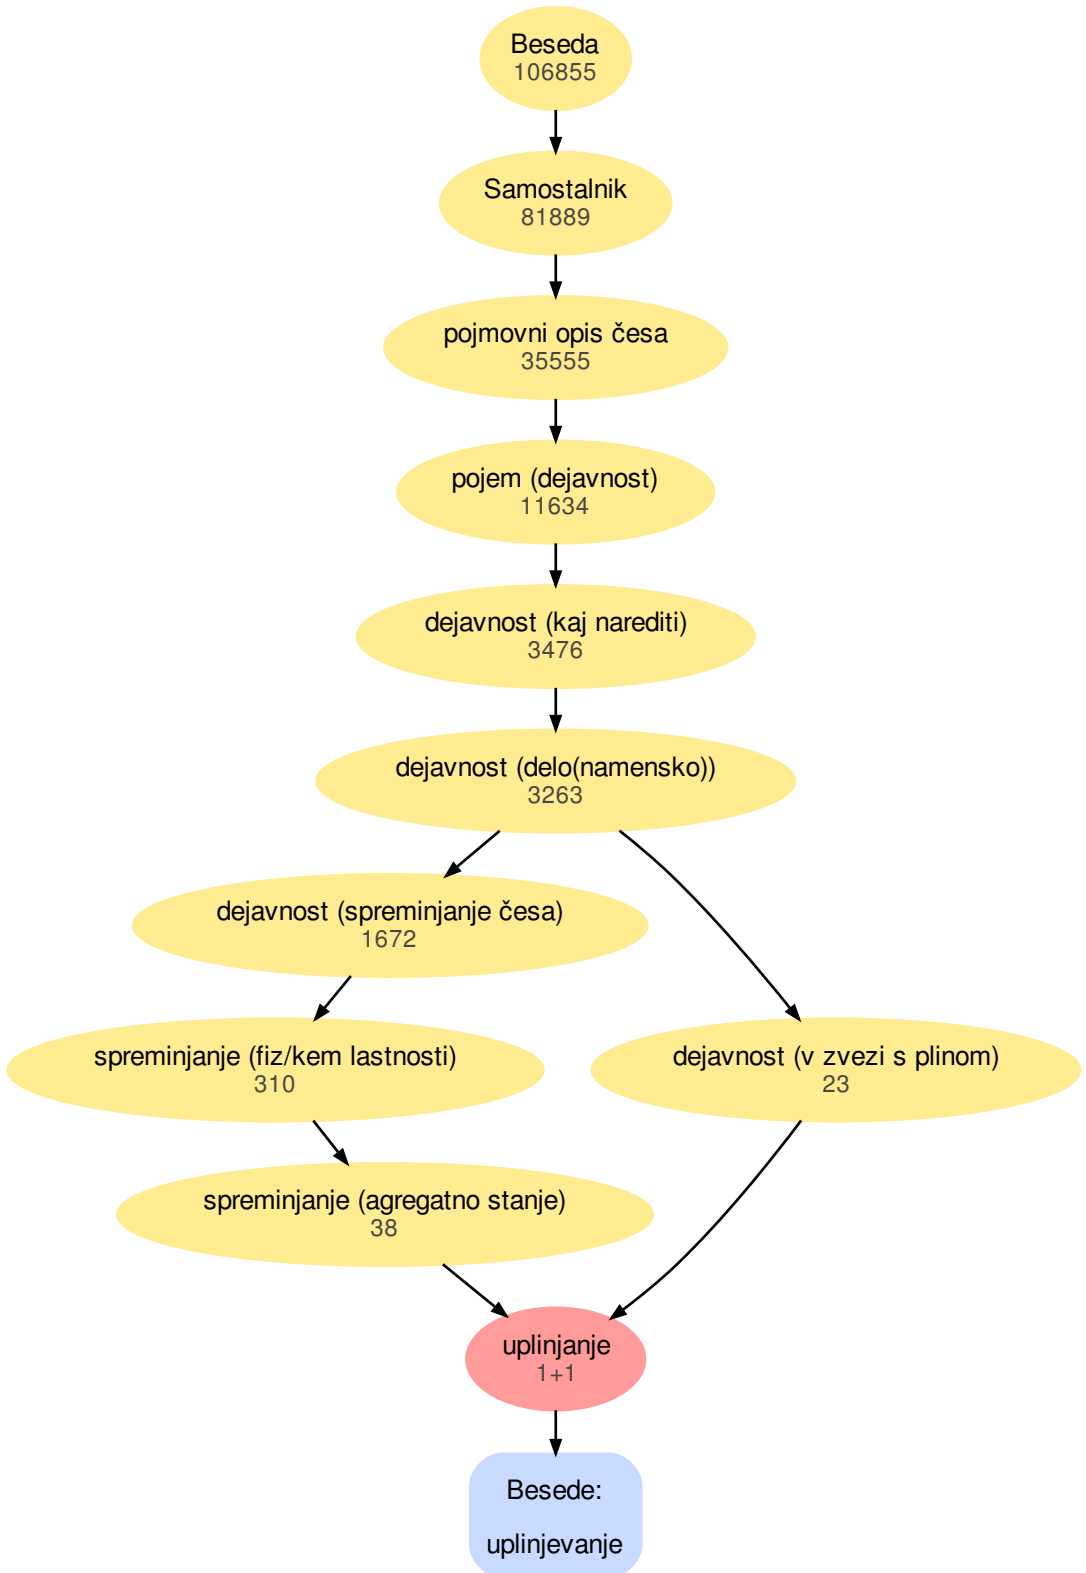 Beseda
106855
Samostalnik
81889
pojmovni opis česa
35555
pojem (dejavnost)
11634
dejavnost (kaj narediti)
3476
dejavnost (delo(namensko))
3263
dejavnost (spreminjanje česa)
1672
spreminjanje (fiz/kem lastnosti)
310
dejavnost (v zvezi s plinom)
23
spreminjanje (agregatno stanje)
38
uplinjanje
1+1
Besede:
uplinjevanje